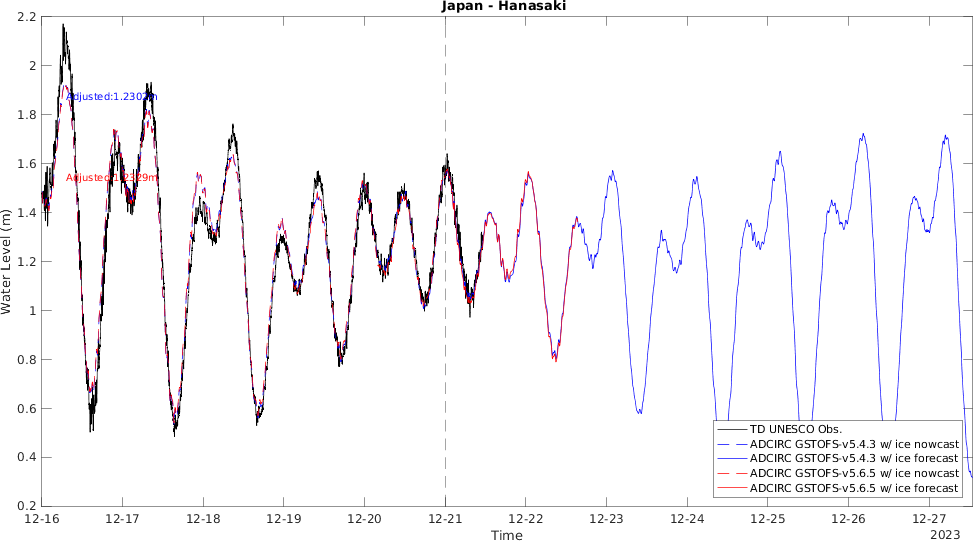 Japan - Hanasaki
Water Level (m)
2.2
2
1.8
1.6
1.4
1.2
1
0.8
0.6
0.4
0.2
Adjusted:1.2302m
Adjusted:1.2329m
TD UNESCO Obs.
ADCIRC GSTOFS-v5.4.3 w/ ice nowcast
ADCIRC GSTOFS-v5.4.3 w/ ice forecast
ADCIRC GSTOFS-v5.6.5 w/ ice nowcast
ADCIRC GSTOFS-v5.6.5 w/ ice forecast
12-16 12-17 12-18 12-19 12-20 12-21 12-22 12-23 12-24 12-25 12-26 12-27
Time
2023